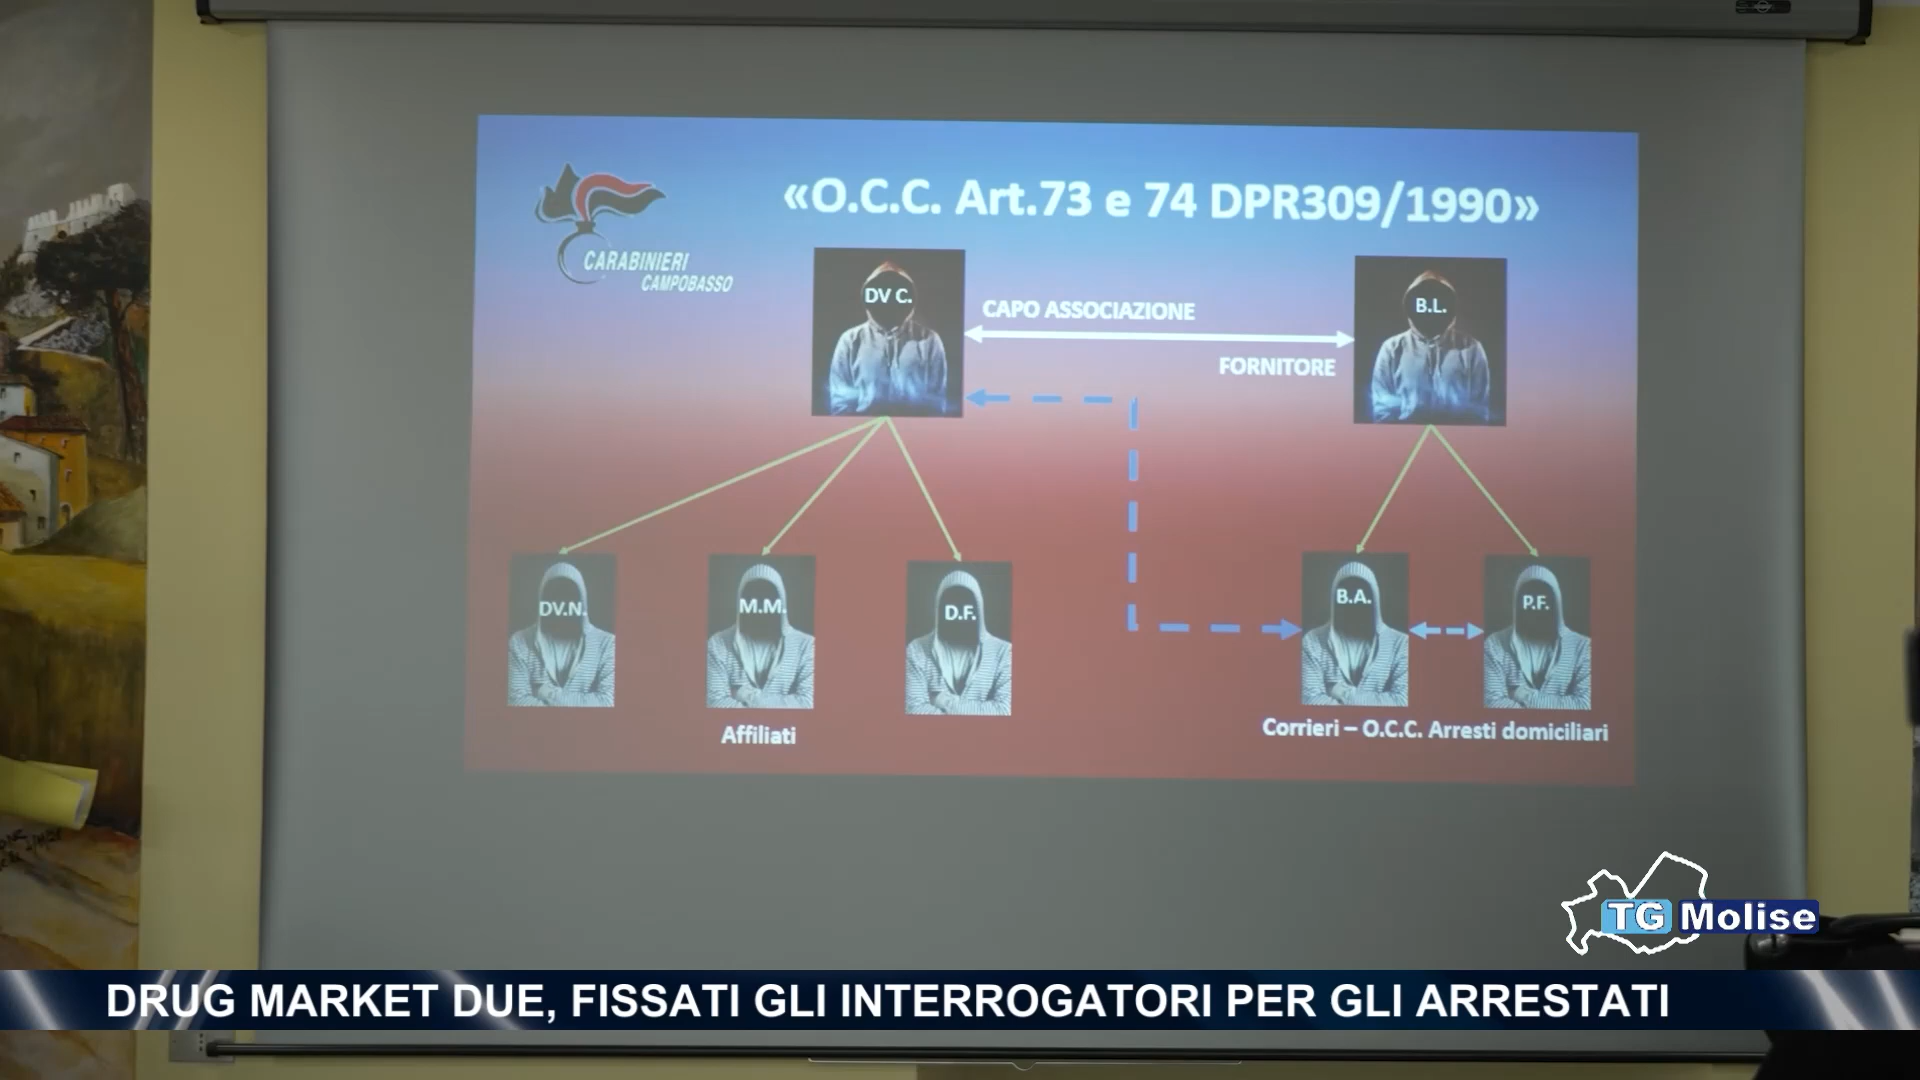 «O.C.C. Art.73 e 74 DPR309/1990»
CARABINIERI
CAMPOBASSO
DV C.
CAPO ASSOCIAZIONE
B.L.
FORNITORE
DV.N.
M.M.
D.F.
B.A.
P.F.
Affiliati
Corrieri – O.C.C. Arresti domiciliari
TG Molise
DRUG MARKET DUE, FISSATI GLI INTERROGATORI PER GLI ARRESTATI